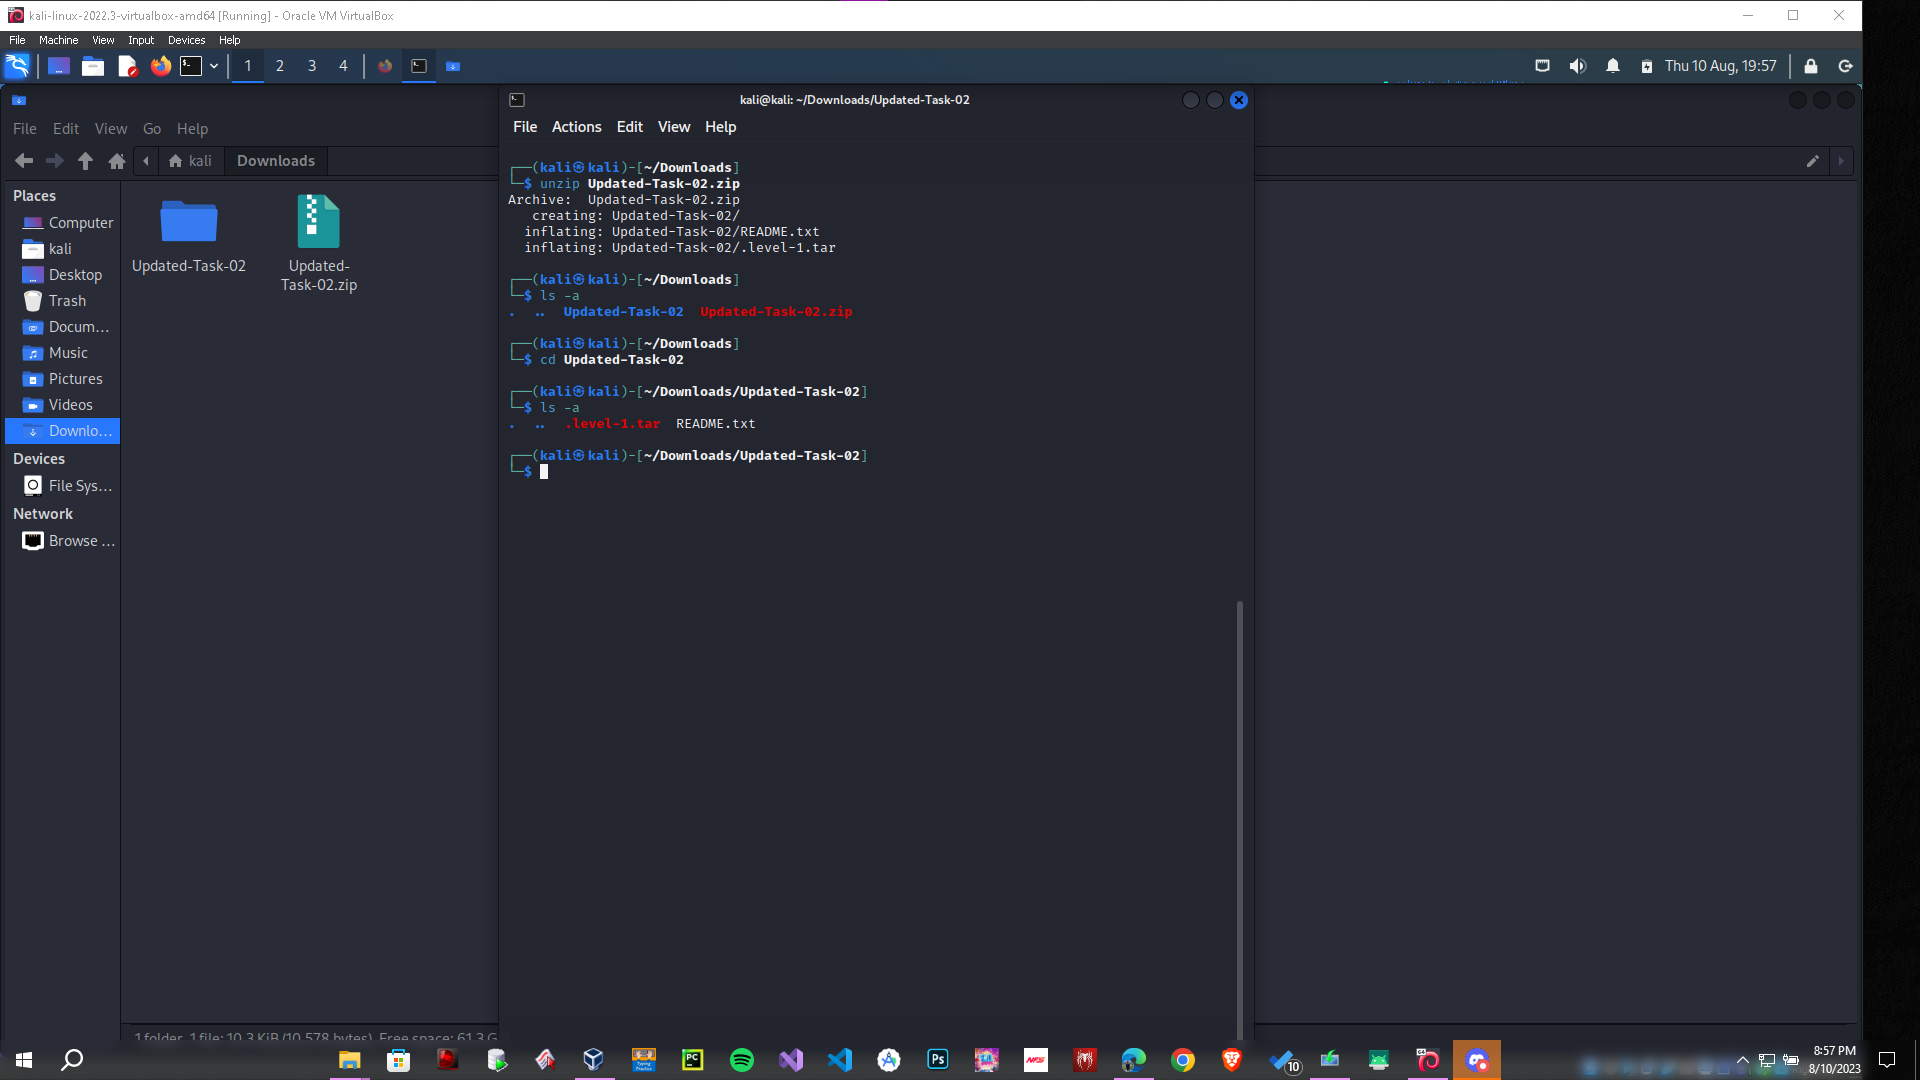 kali-linux-2022.3-virtualbox-amd64 [Running] - Oracle VM VirtualBox
File Machine View Input Devices Help
1 2 3 4
Thu 10 Aug, 19:57
kali@kali: ~/Downloads/Updated-Task-02
File Edit View Go Help
kali Downloads
Places
Computer
kali
Desktop
Trash
Docum...
Music
Pictures
Videos
Downlo...
Devices
File Sys...
Network
Browse ...
Updated-Task-02
Updated-
Task-02.zip
1 folder, 1 file: 10.3 KiB (10,578 bytes), Free space: 61.3 G
File Actions Edit View Help
┌──(kali㉿kali)-[~/Downloads]
└─$ unzip Updated-Task-02.zip
Archive:  Updated-Task-02.zip
creating: Updated-Task-02/
inflating: Updated-Task-02/README.txt
inflating: Updated-Task-02/.level-1.tar
┌──(kali㉿kali)-[~/Downloads]
└─$ ls -a
. .. Updated-Task-02 Updated-Task-02.zip
┌──(kali㉿kali)-[~/Downloads]
└─$ cd Updated-Task-02
┌──(kali㉿kali)-[~/Downloads/Updated-Task-02]
└─$ ls -a
. .. .level-1.tar README.txt
┌──(kali㉿kali)-[~/Downloads/Updated-Task-02]
└─$
PC
Ps
NFS
10
8:57 PM
8/10/2023